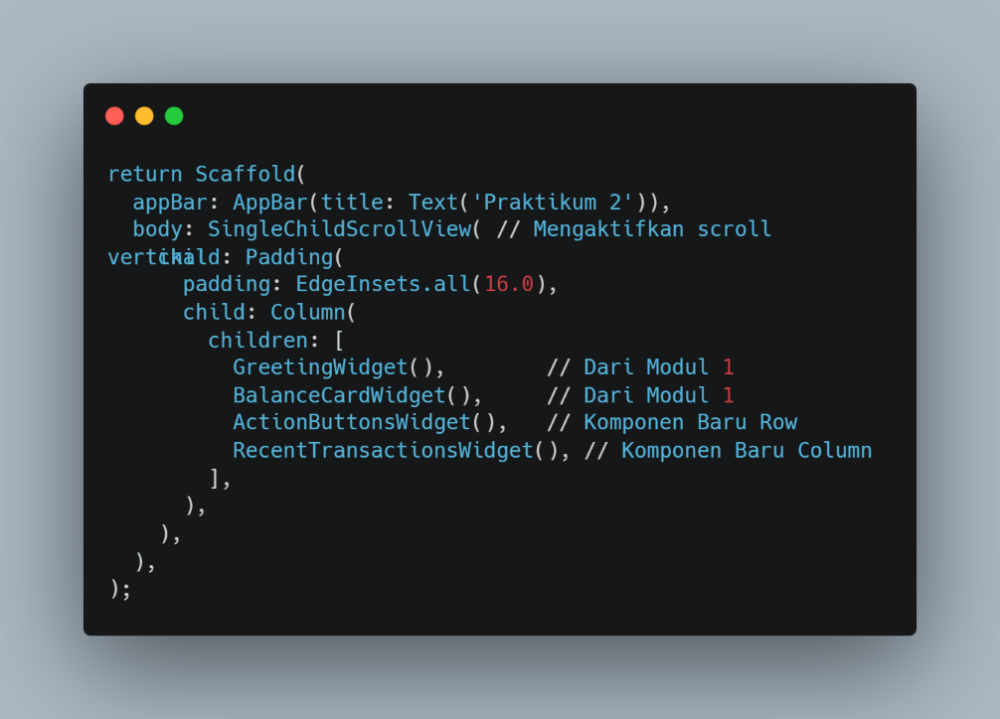 return Scaffold(
  appBar: AppBar(title: Text('Praktikum 2')),
  body: SingleChildScrollView( // Mengaktifkan scroll
vertikal
    child: Padding(
      padding: EdgeInsets.all(16.0),
      child: Column(
        children: [
          GreetingWidget(),        // Dari Modul 1
          BalanceCardWidget(),     // Dari Modul 1
          ActionButtonsWidget(),   // Komponen Baru Row
          RecentTransactionsWidget(), // Komponen Baru Column
        ],
      ),
    ),
  ),
);